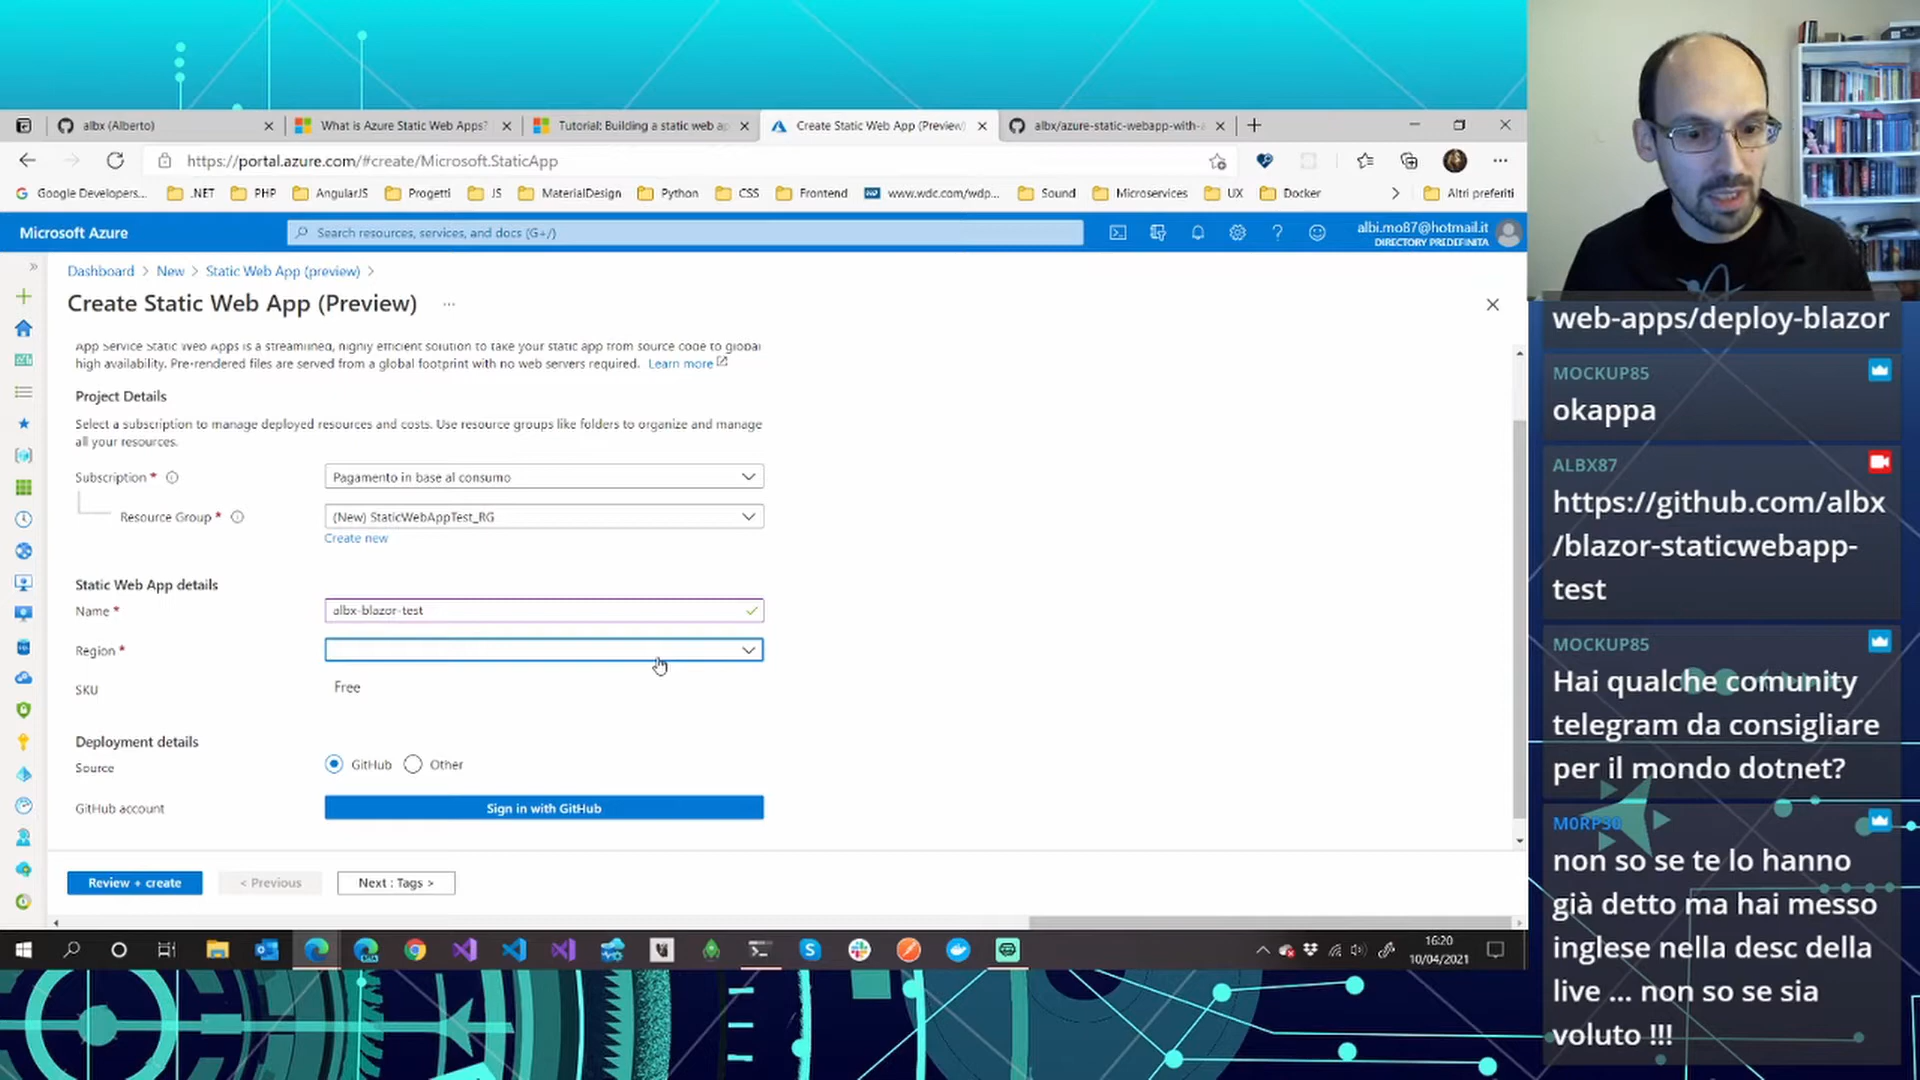 albx (Alberto)
What is Azure Static Web Apps?
Tutorial: Building a static web ap
Create Static Web App (Preview)
albx/azure-static-webapp-with-a
https://portal.azure.com/#create/Microsoft.StaticApp
Google Developers...
.NET
PHP
AngularJS
Progetti
JS
MaterialDesign
Python
CSS
Frontend
www.wdc.com/wdp...
Sound
Microservices
UX
Docker
Altri preferiti
Microsoft Azure
Search resources, services, and docs (G+/)
albi.mo87@hotmail.it
DIRECTORY PREDEFINITA
Dashboard > New > Static Web App (preview) >
Create Static Web App (Preview) ...
App Service Static Web Apps is a streamlined, highly efficient solution to take your static app from source code to global
high availability. Pre-rendered files are served from a global footprint with no web servers required. Learn more
Project Details
Select a subscription to manage deployed resources and costs. Use resource groups like folders to organize and manage
all your resources.
Subscription *
Pagamento in base al consumo
Resource Group *
(New) StaticWebAppTest_RG
Create new
Static Web App details
Name *
albx-blazor-test
Region *
SKU
Free
Deployment details
Source
GitHub
Other
GitHub account
Sign in with GitHub
Review + create
< Previous
Next : Tags >
16:20
10/04/2021
web-apps/deploy-blazor
MOCKUP85
okappa
ALBX87
https://github.com/albx
/blazor-staticwebapp-
test
MOCKUP85
Hai qualche comunity
telegram da consigliare
per il mondo dotnet?
M0RP30
non so se te lo hanno
già detto ma hai messo
inglese nella desc della
live ... non so se sia
voluto !!!